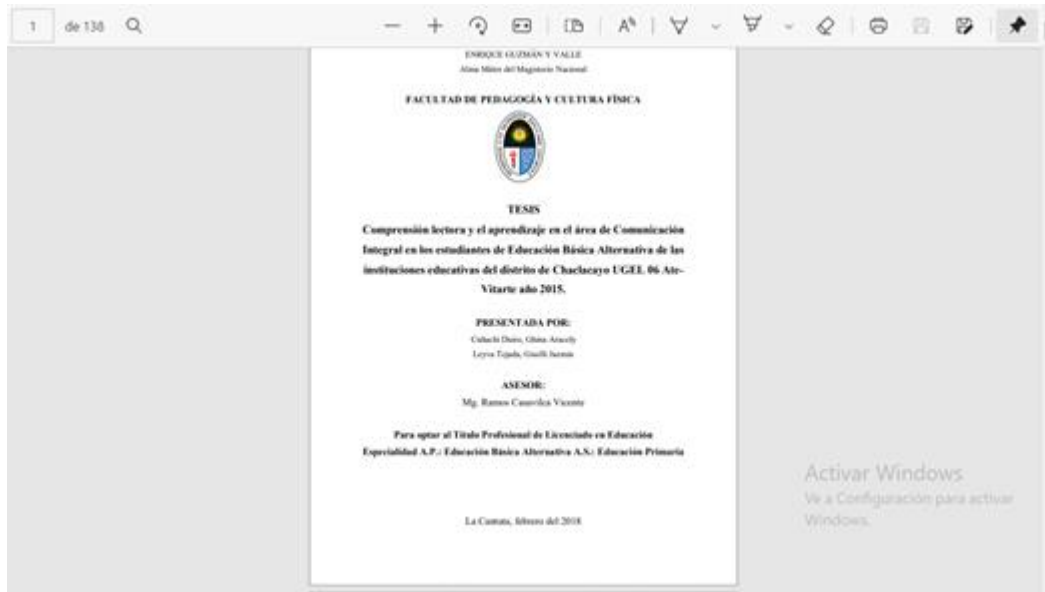 1 de 138
ENRIQUE GUZMÁN Y VALLE
Alma Máter del Magisterio Nacional
FACULTAD DE PEDAGOGÍA Y CULTURA FÍSICA
TESIS
Comprensión lectora y el aprendizaje en el área de Comunicación
Integral en los estudiantes de Educación Básica Alternativa de las
instituciones educativas del distrito de Chaclacayo UGEL 06 Ate-
Vitarte año 2015.
PRESENTADA POR:
Aracely
Leyva Tejada, Giselli
ASESOR:
Mg. Ramos Vicente
Para optar al Título Profesional de Licenciado en Educación
Especialidad A.P.: Educación Básica Alternativa A.S.: Educación Primaria
La Cantuta, febrero del 2018
Activar Windows
Ve a Configuración para activar
Windows.